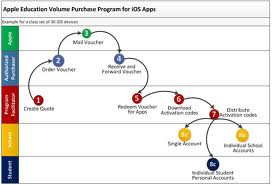 Apple Education Volume Purchase Program for iOS Apps
Example for a class set of 30 iOS devices
Apple
3
Mail Voucher
Authorized
Purchaser
2
Order Voucher
4
Receive and
Forward Voucher
Program
Facilitator
1
Create Quote
5
Redeem Voucher
for Apps
6
Download
Activation codes
7
Distribute
Activation codes
School
8a
Single Account
Individual School
Accounts
Student
8c
Individual Student
Personal Accounts